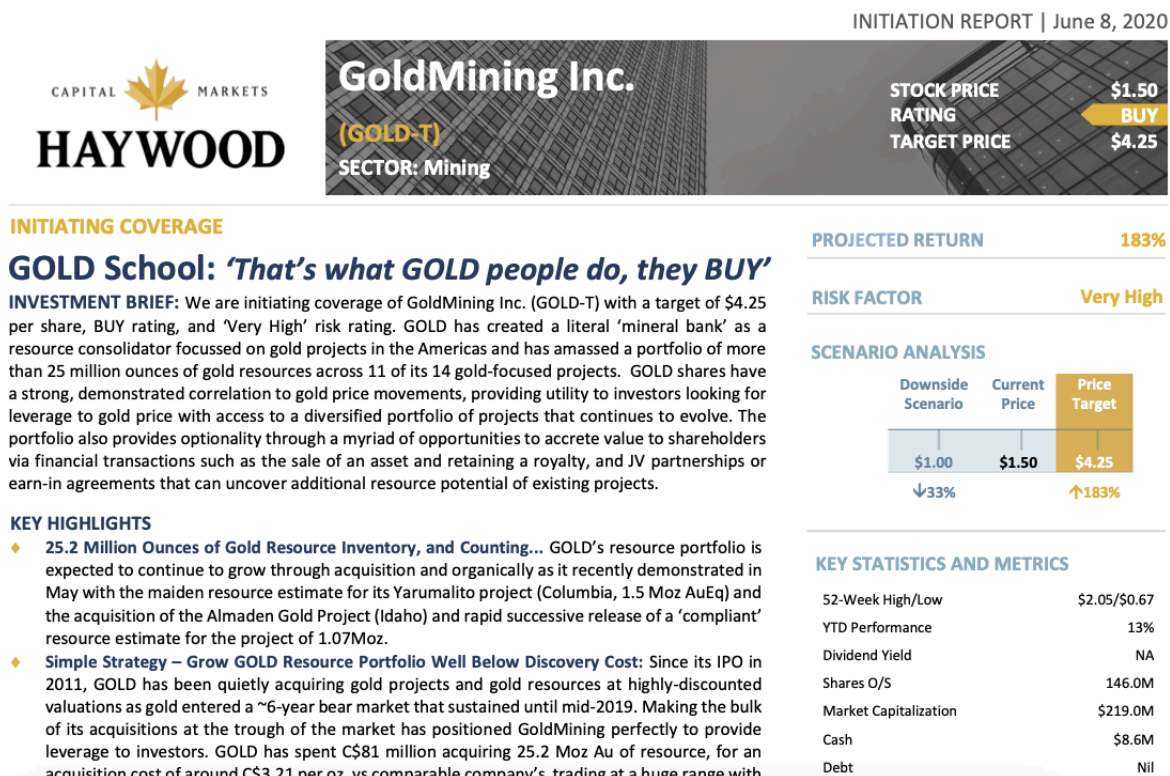 INITIATION REPORT | June 8, 2020
CAPITAL MARKETS
HAYWOOD
GoldMining Inc.
(GOLD-T)
SECTOR: Mining
STOCK PRICE $1.50
RATING BUY
TARGET PRICE $4.25
INITIATING COVERAGE
GOLD School: ‘That’s what GOLD people do, they BUY’
INVESTMENT BRIEF: We are initiating coverage of GoldMining Inc. (GOLD-T) with a target of $4.25
per share, BUY rating, and ‘Very High’ risk rating. GOLD has created a literal ‘mineral bank’ as a
resource consolidator focussed on gold projects in the Americas and has amassed a portfolio of more
than 25 million ounces of gold resources across 11 of its 14 gold-focused projects. GOLD shares have
a strong, demonstrated correlation to gold price movements, providing utility to investors looking for
leverage to gold price with access to a diversified portfolio of projects that continues to evolve. The
portfolio also provides optionality through a myriad of opportunities to accrete value to shareholders
via financial transactions such as the sale of an asset and retaining a royalty, and JV partnerships or
earn-in agreements that can uncover additional resource potential of existing projects.
KEY HIGHLIGHTS
♦ 25.2 Million Ounces of Gold Resource Inventory, and Counting... GOLD’s resource portfolio is
expected to continue to grow through acquisition and organically as it recently demonstrated in
May with the maiden resource estimate for its Yarumalito project (Columbia, 1.5 Moz AuEq) and
the acquisition of the Almaden Gold Project (Idaho) and rapid successive release of a ‘compliant’
resource estimate for the project of 1.07Moz.
♦ Simple Strategy – Grow GOLD Resource Portfolio Well Below Discovery Cost: Since its IPO in
2011, GOLD has been quietly acquiring gold projects and gold resources at highly-discounted
valuations as gold entered a ~6-year bear market that sustained until mid-2019. Making the bulk
of its acquisitions at the trough of the market has positioned GoldMining perfectly to provide
leverage to investors. GOLD has spent C$81 million acquiring 25.2 Moz Au of resource, for an
acquisition cost of around C$3.21 per oz, vs comparable company’s, trading at a huge range with
PROJECTED RETURN 183%
RISK FACTOR Very High
SCENARIO ANALYSIS
Downside Current Price
Scenario Price Target
$1.00 $1.50 $4.25
↓33% ↑183%
KEY STATISTICS AND METRICS
52-Week High/Low $2.05/$0.67
YTD Performance 13%
Dividend Yield NA
Shares O/S 146.0M
Market Capitalization $219.0M
Cash $8.6M
Debt Nil